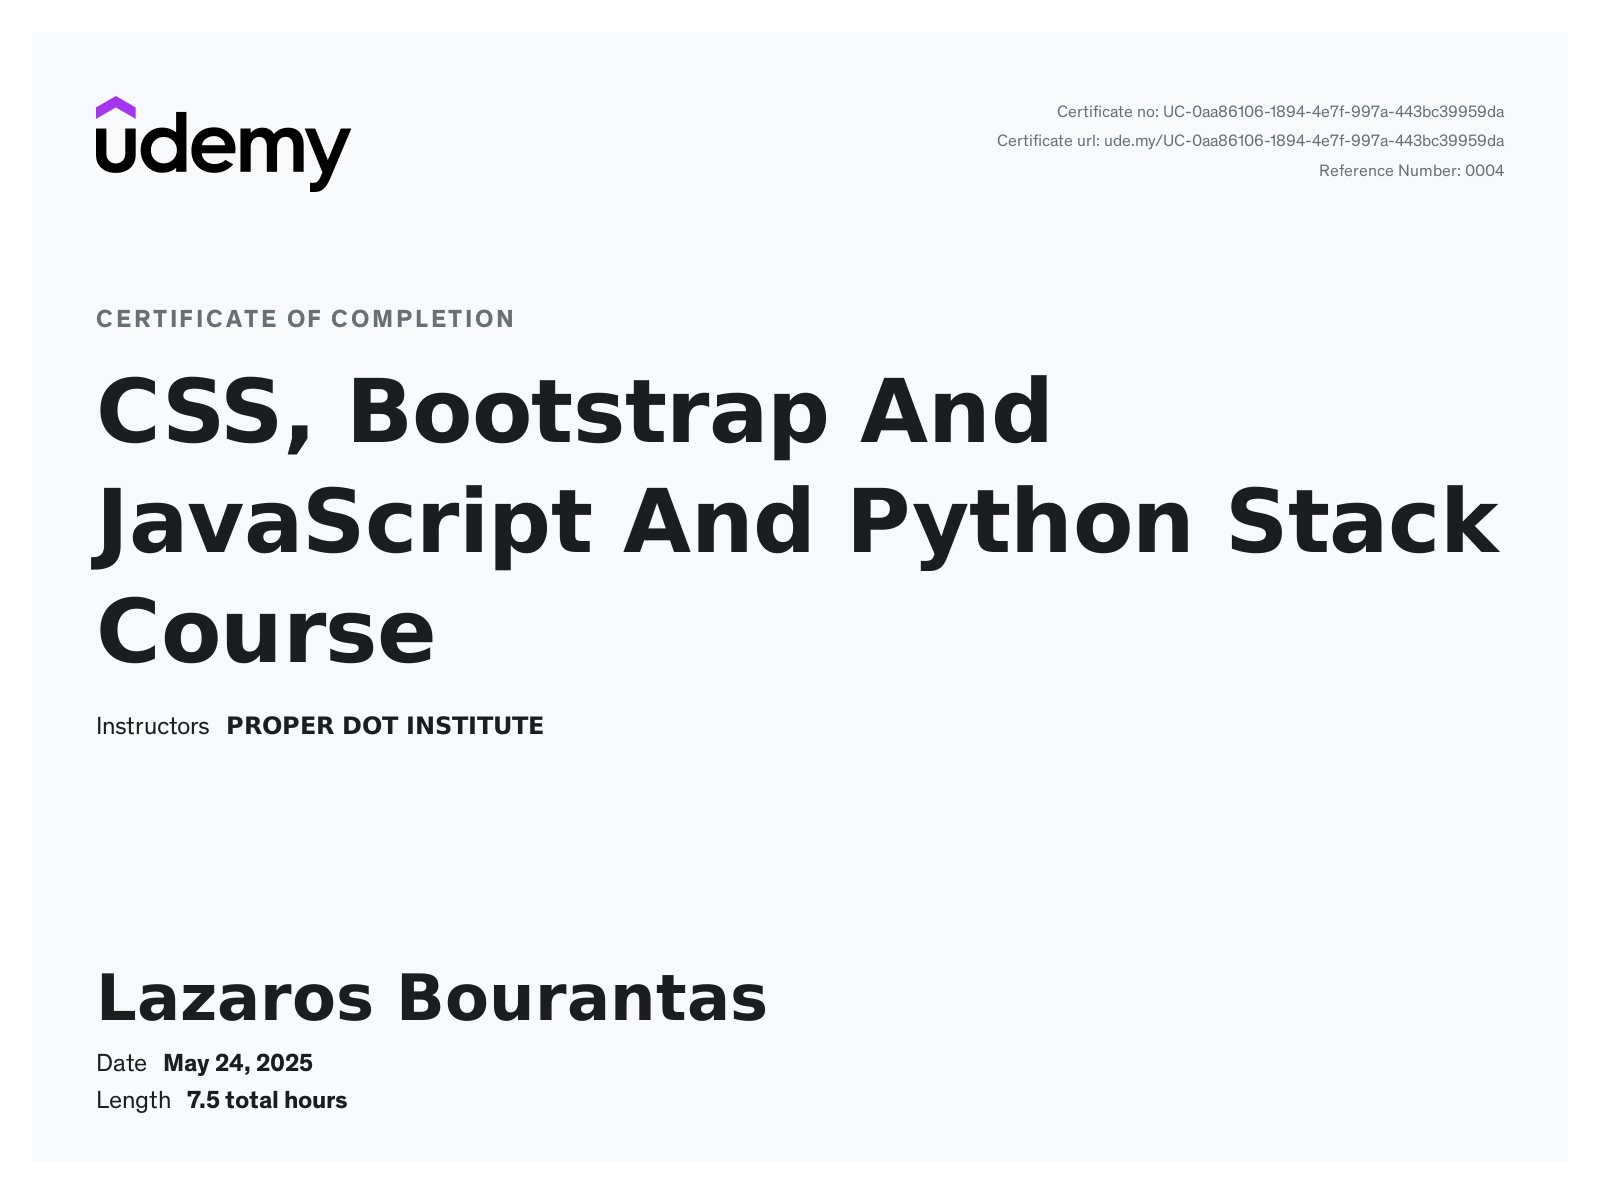 udemy
Certificate no: UC-0aa86106-1894-4e7f-997a-443bc39959da
Certificate url: ude.my/UC-0aa86106-1894-4e7f-997a-443bc39959da
Reference Number: 0004
CERTIFICATE OF COMPLETION
CSS, Bootstrap And
JavaScript And Python Stack
Course
Instructors PROPER DOT INSTITUTE
Lazaros Bourantas
Date May 24, 2025
Length 7.5 total hours